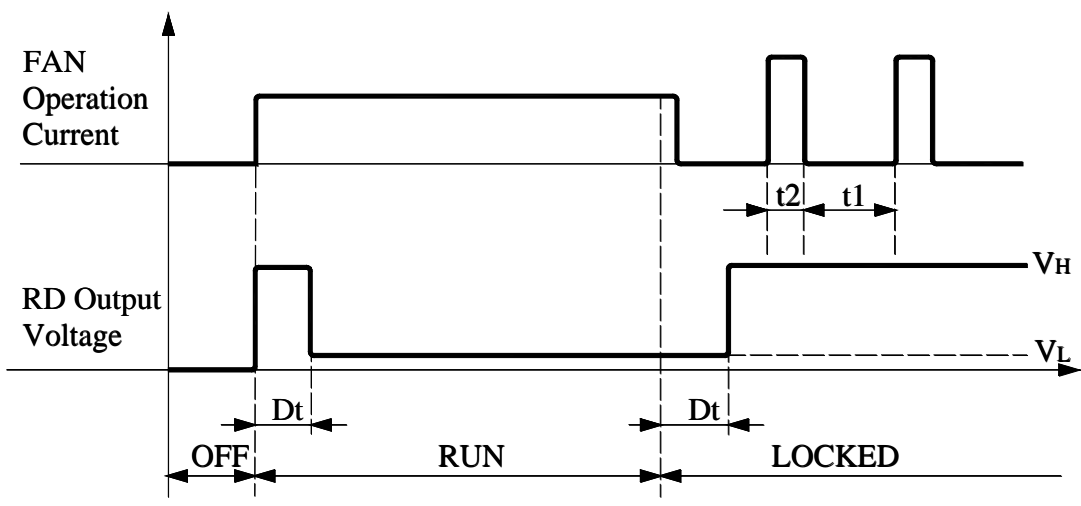 FAN
Operation
Current
t2
t1
RD Output
Voltage
VH
VL
Dt
Dt
OFF
RUN
LOCKED